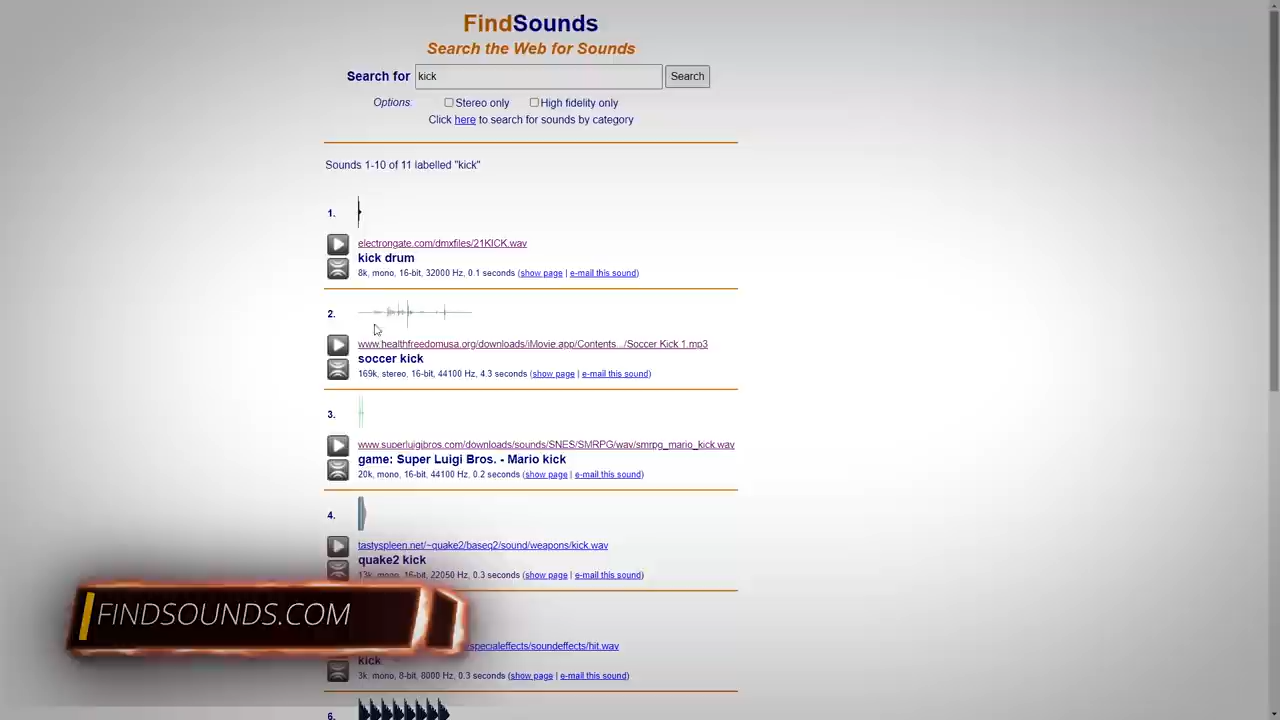 FindSounds
Search the Web for Sounds
Search for kick Search
Options: Stereo only High fidelity only
Click here to search for sounds by category
Sounds 1-10 of 11 labelled "kick"
1.
electrongate.com/dmxfiles/21KICK.wav
kick drum
8k, mono, 16-bit, 32000 Hz, 0.1 seconds (show page | e-mail this sound)
2.
www.healthfreedomusa.org/downloads/iMovie.app/Contents.../Soccer Kick 1.mp3
soccer kick
169k, stereo, 16-bit, 44100 Hz, 4.3 seconds (show page | e-mail this sound)
3.
www.superluigibros.com/downloads/sounds/SNES/SMRPG/wav/smrpg_mario_kick.wav
game: Super Luigi Bros. - Mario kick
20k, mono, 16-bit, 44100 Hz, 0.2 seconds (show page | e-mail this sound)
4.
tastyspleen.net/~quake2/baseq2/sound/weapons/kick.wav
quake2 kick
13k, mono, 16-bit, 22050 Hz, 0.3 seconds (show page | e-mail this sound)
FINDSOUNDS.COM
specialeffects/soundeffects/hit.wav
kick
3k, mono, 8-bit, 8000 Hz, 0.3 seconds (show page | e-mail this sound)
6.